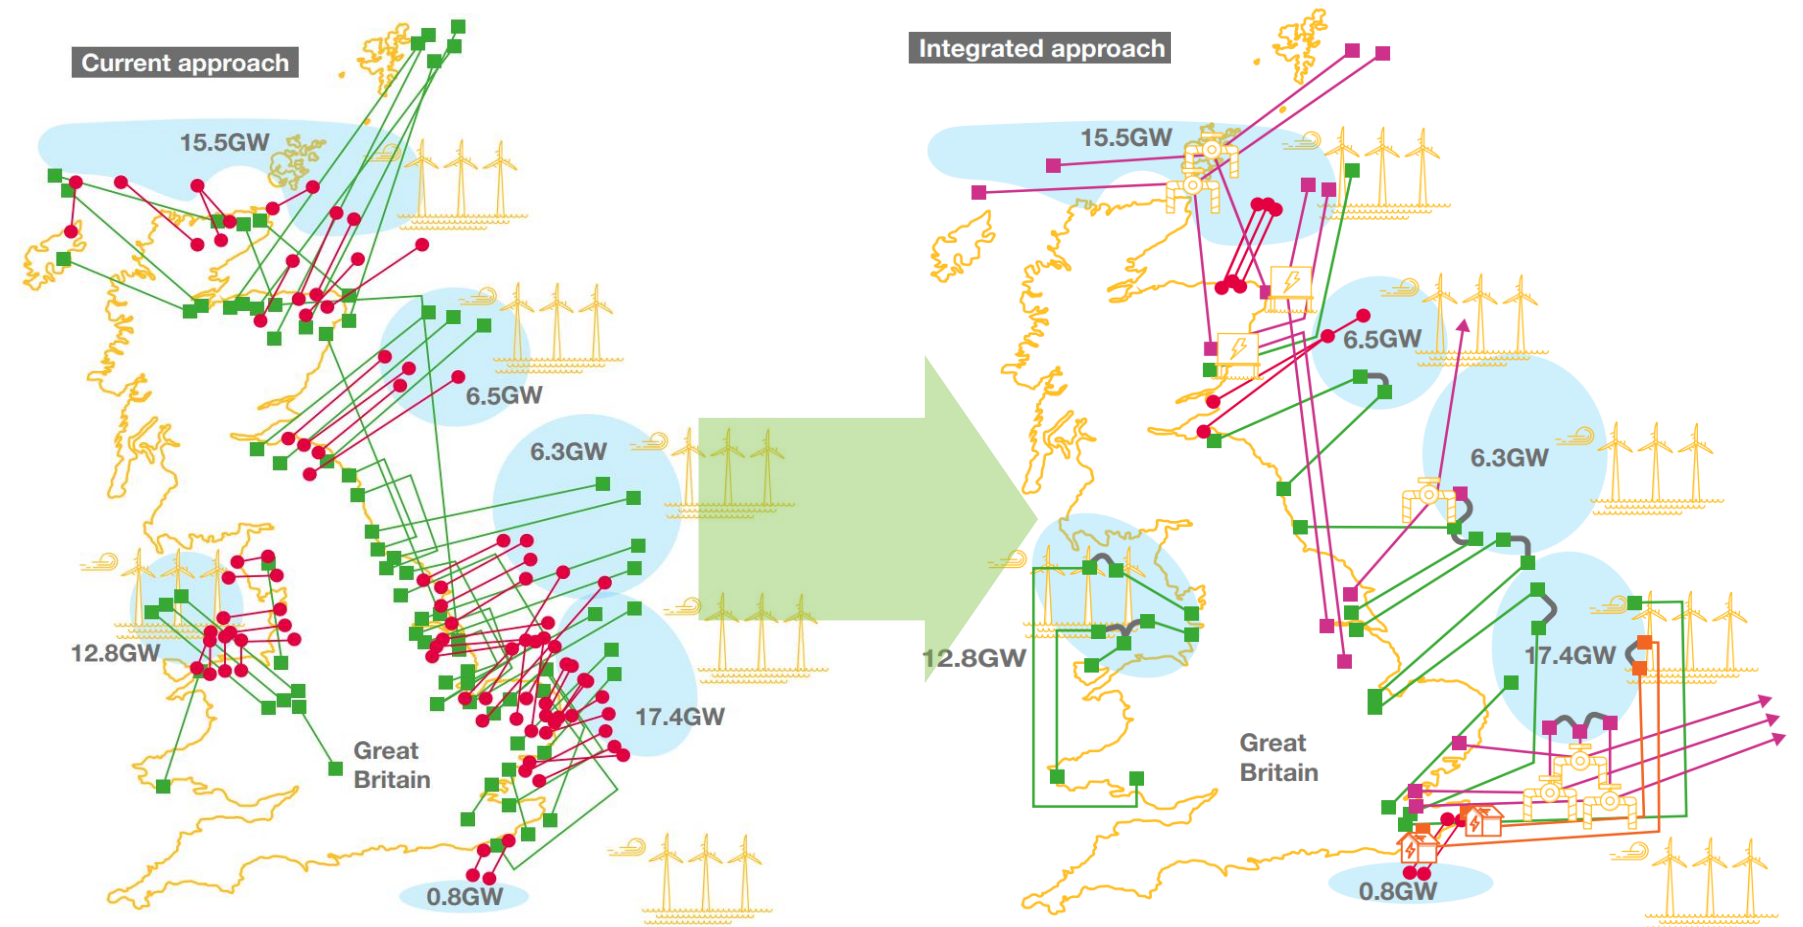 Current approach
15.5GW
6.5GW
6.3GW
12.8GW
17.4GW
Great
Britain
0.8GW
Integrated approach
15.5GW
6.5GW
6.3GW
12.8GW
17.4GW
Great
Britain
0.8GW